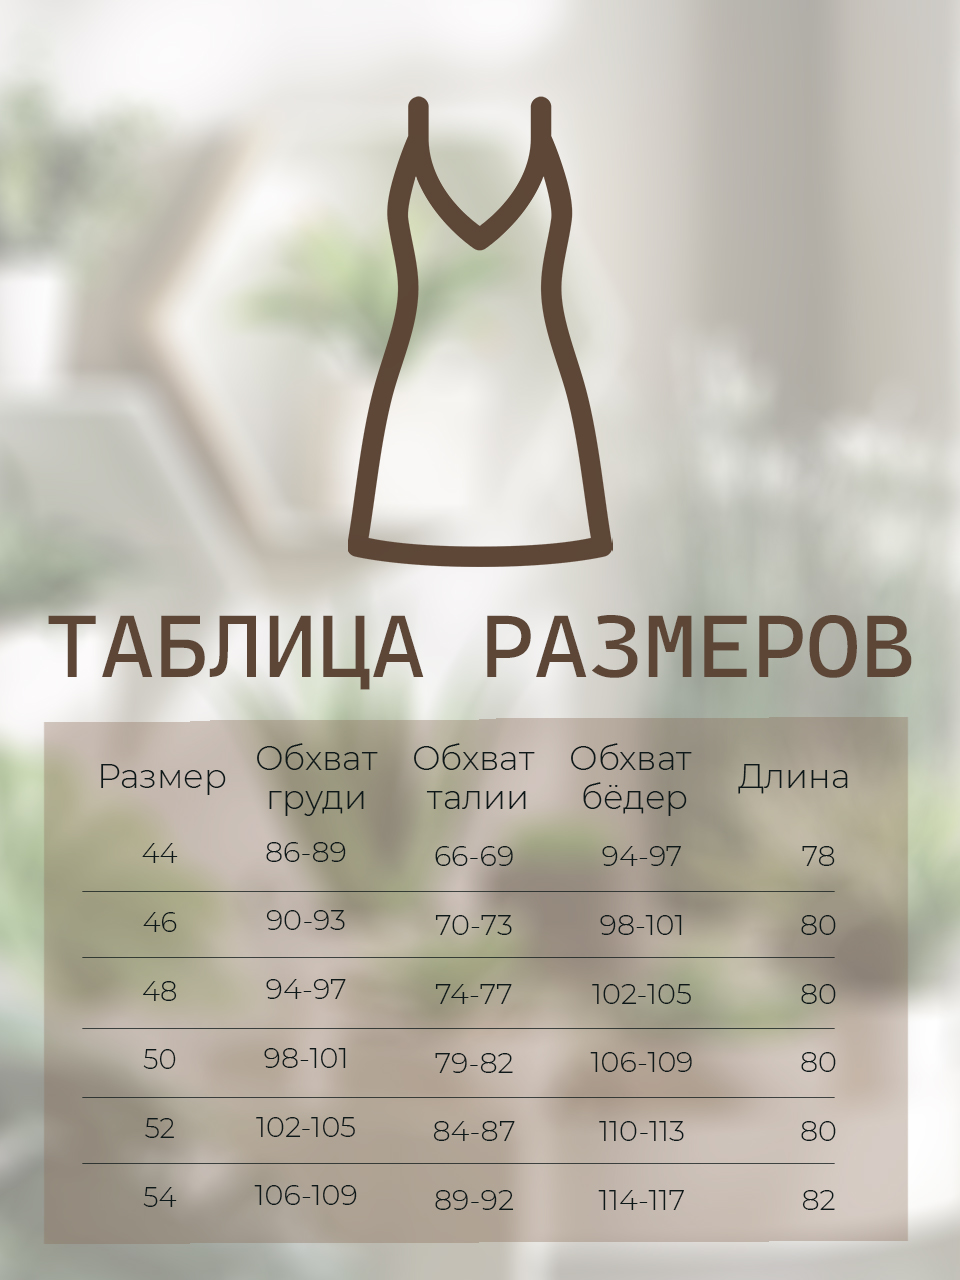 ТАБЛИЦА РАЗМЕРОВ
Размер Обхват груди Обхват талии Обхват бёдер Длина
44 86-89 66-69 94-97 78
46 90-93 70-73 98-101 80
48 94-97 74-77 102-105 80
50 98-101 79-82 106-109 80
52 102-105 84-87 110-113 80
54 106-109 89-92 114-117 82